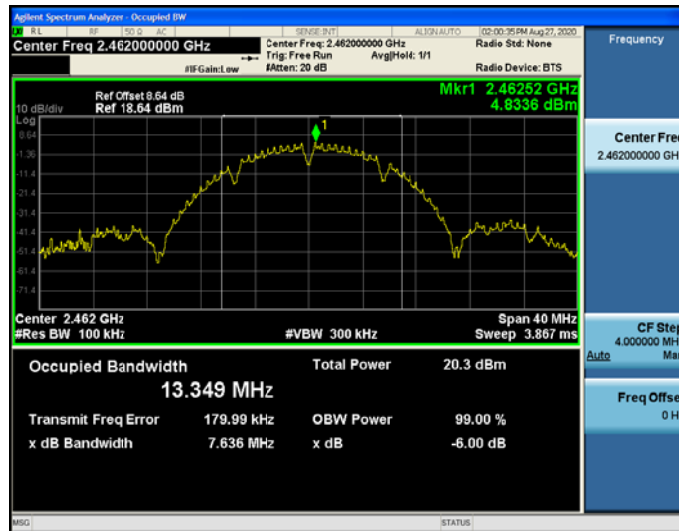 Agilent Spectrum Analyzer - Occupied BW
RL RF 50 Ω AC SENSE:INT ALIGN AUTO 02:00:35 PM Aug 27, 2020
Center Freq 2.462000000 GHz
Center Freq: 2.462000000 GHz
Radio Std: None
Trig: Free Run Avg|Hold: 1/1
#IFGain:Low #Atten: 20 dB Radio Device: BTS
Frequency
Ref Offset 8.64 dB
Mkr1 2.46252 GHz
10 dB/div Ref 18.64 dBm 4.8336 dBm
Log
1
8.64
-1.36
-11.4
-21.4
-31.4
-41.4
-51.4
-61.4
-71.4
Center Fre
2.462000000 GH
Center 2.462 GHz Span 40 MHz
#Res BW 100 kHz #VBW 300 kHz Sweep 3.867 ms
CF Step
4.000000 MH
Auto Ma
Occupied Bandwidth Total Power 20.3 dBm
13.349 MHz
Freq Offse
0 H
Transmit Freq Error 179.99 kHz OBW Power 99.00 %
x dB Bandwidth 7.636 MHz x dB -6.00 dB
MSG STATUS